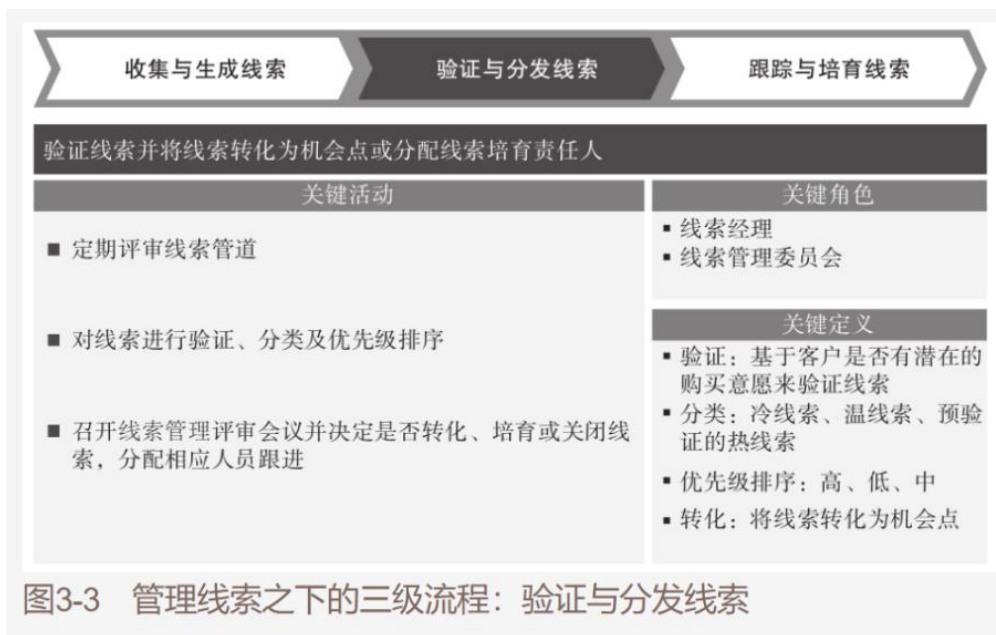 收集与生成线索
验证与分发线索
跟踪与培育线索
验证线索并将线索转化为机会点或分配线索培育责任人
关键活动
■ 定期评审线索管道
■ 对线索进行验证、分类及优先级排序
■ 召开线索管理评审会议并决定是否转化、培育或关闭线
索，分配相应人员跟进
关键角色
▪ 线索经理
▪ 线索管理委员会
关键定义
▪ 验证：基于客户是否有潜在的
购买意愿来验证线索
▪ 分类：冷线索、温线索、预验
证的热线索
▪ 优先级排序：高、低、中
▪ 转化：将线索转化为机会点
图3-3 管理线索之下的三级流程：验证与分发线索